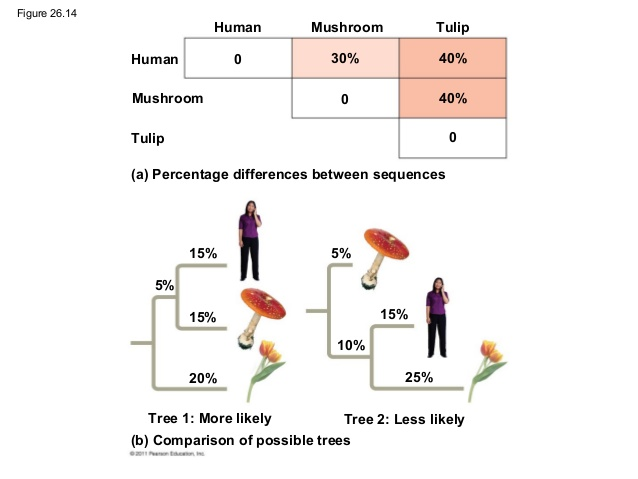 Figure 26.14
Human Mushroom Tulip
Human 0 30% 40%
Mushroom 0 40%
Tulip 0
(a) Percentage differences between sequences
15%
5%
15%
20%
5%
15%
10%
25%
Tree 1: More likely
Tree 2: Less likely
(b) Comparison of possible trees
© 2011 Pearson Education, Inc.